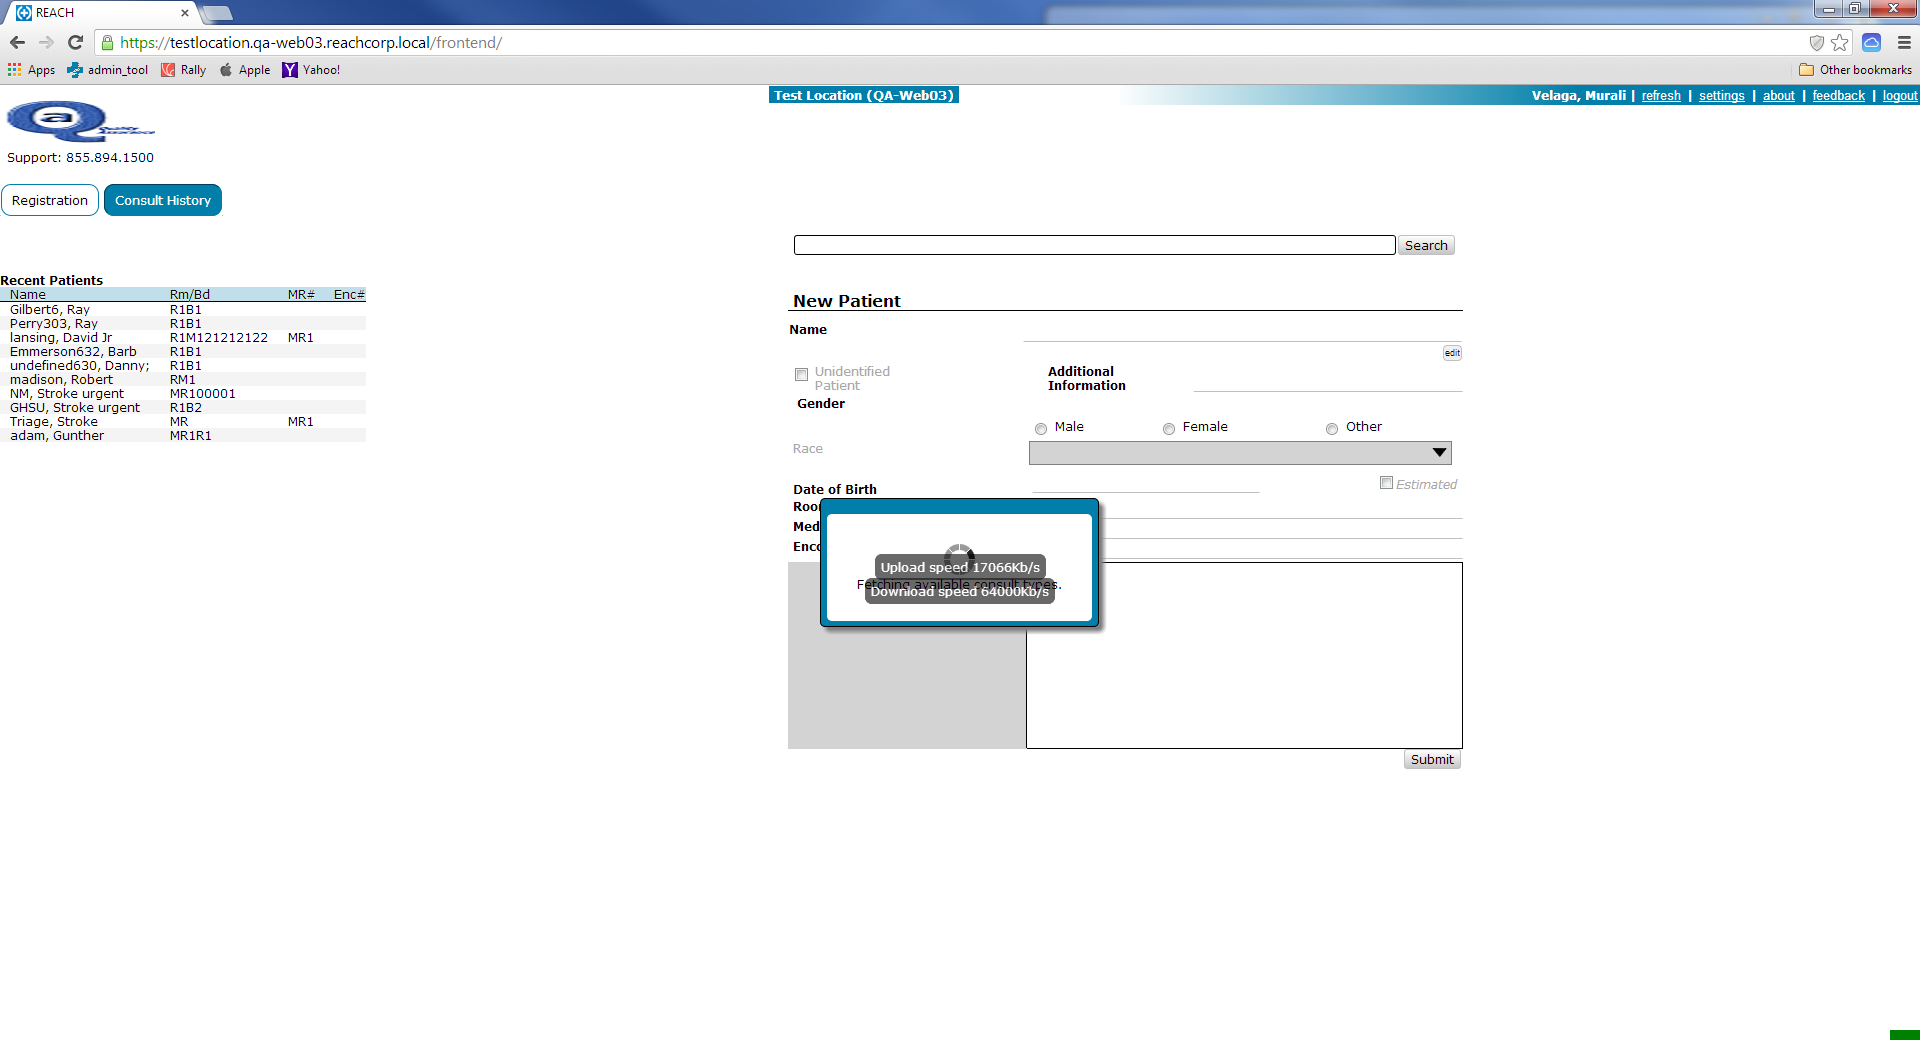 REACH
https://testlocation.qa-web03.reachcorp.local/frontend/
Apps admin_tool Rally Apple Yahoo! Other bookmarks
Test Location (QA-Web03) Velaga, Murali | refresh | settings | about | feedback | logout
Support: 855.894.1500
Registration Consult History
Search
Recent Patients
Name Rm/Bd MR# Enc#
Gilbert6, Ray R1B1
Perry303, Ray R1B1
lansing, David Jr R1M121212122 MR1
Emmerson632, Barb R1B1
undefined630, Danny; R1B1
madison, Robert RM1
NM, Stroke urgent MR100001
GHSU, Stroke urgent R1B2
Triage, Stroke MR MR1
adam, Gunther MR1R1
New Patient
Name
edit
Unidentified Patient
Additional Information
Gender
Male Female Other
Race
Date of Birth
Estimated
Roo
Med
Enco
Upload speed 17066Kb/s
Fetching available consult types.
Download speed 64000Kb/s
Submit